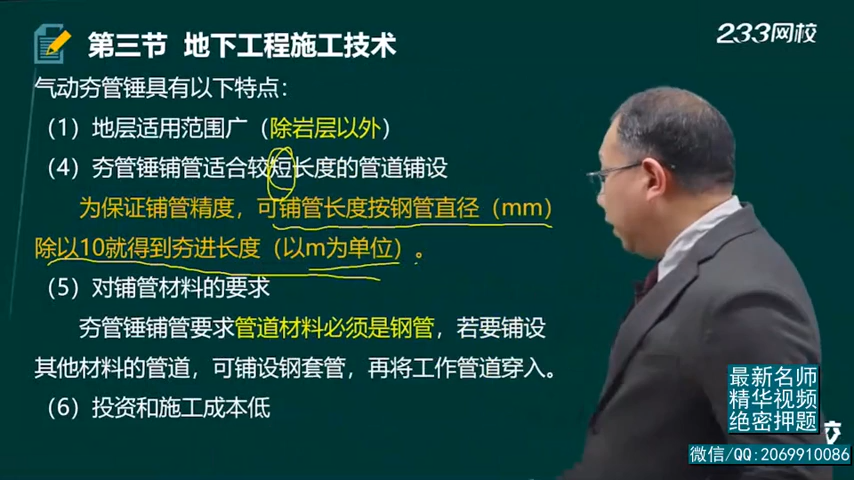 第三节 地下工程施工技术
233网校
气动夯管锤具有以下特点：
（1）地层适用范围广（除岩层以外）
（4）夯管锤铺管适合较短长度的管道铺设
为保证铺管精度，可铺管长度按钢管直径（mm）
除以10就得到夯进长度（以m为单位）。
（5）对铺管材料的要求
夯管锤铺管要求管道材料必须是钢管，若要铺设
其他材料的管道，可铺设钢套管，再将工作管道穿入。
（6）投资和施工成本低
最新名师
精华视频
绝密押题
微信/QQ:2069910086